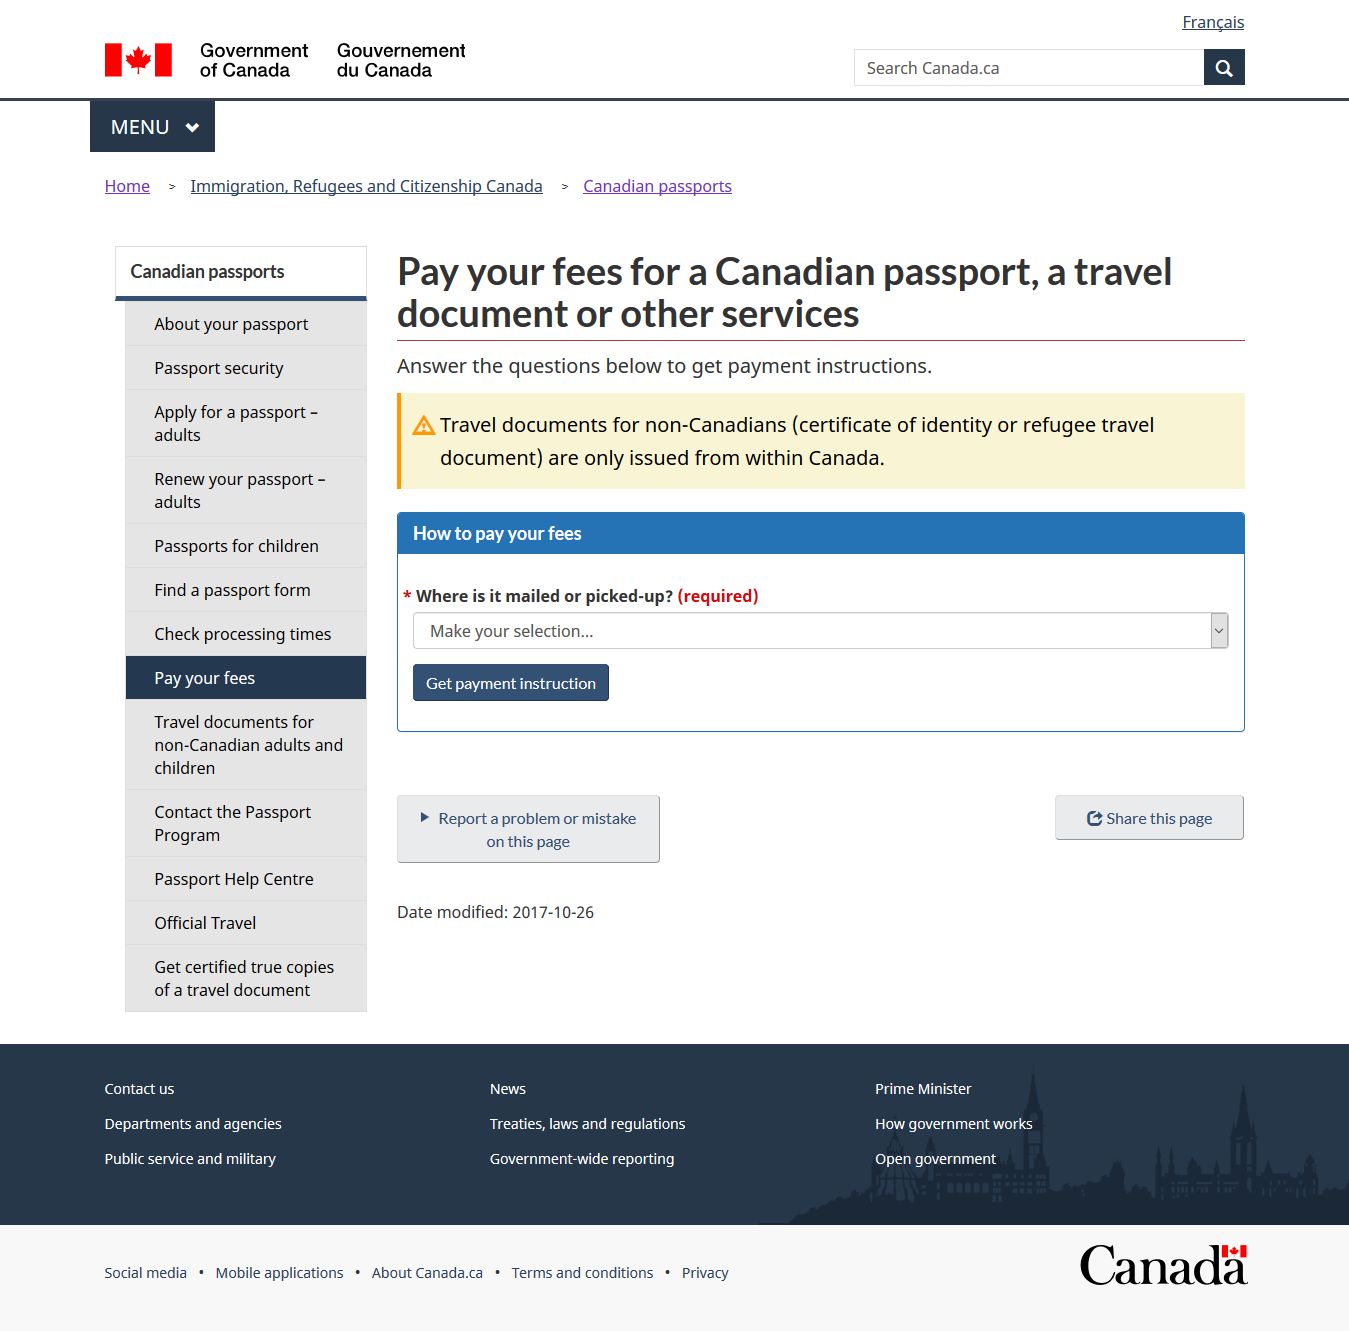 Français
Government of Canada
Gouvernement du Canada
Search Canada.ca
MENU
Home > Immigration, Refugees and Citizenship Canada > Canadian passports
Canadian passports
About your passport
Passport security
Apply for a passport –
adults
Renew your passport –
adults
Passports for children
Find a passport form
Check processing times
Pay your fees
Travel documents for
non-Canadian adults and
children
Contact the Passport
Program
Passport Help Centre
Official Travel
Get certified true copies
of a travel document
Pay your fees for a Canadian passport, a travel
document or other services
Answer the questions below to get payment instructions.
Travel documents for non-Canadians (certificate of identity or refugee travel
document) are only issued from within Canada.
How to pay your fees
* Where is it mailed or picked-up? (required)
Make your selection...
Get payment instruction
Report a problem or mistake
on this page
Share this page
Date modified: 2017-10-26
Contact us
Departments and agencies
Public service and military
News
Treaties, laws and regulations
Government-wide reporting
Prime Minister
How government works
Open government
Social media • Mobile applications • About Canada.ca • Terms and conditions • Privacy
Canada